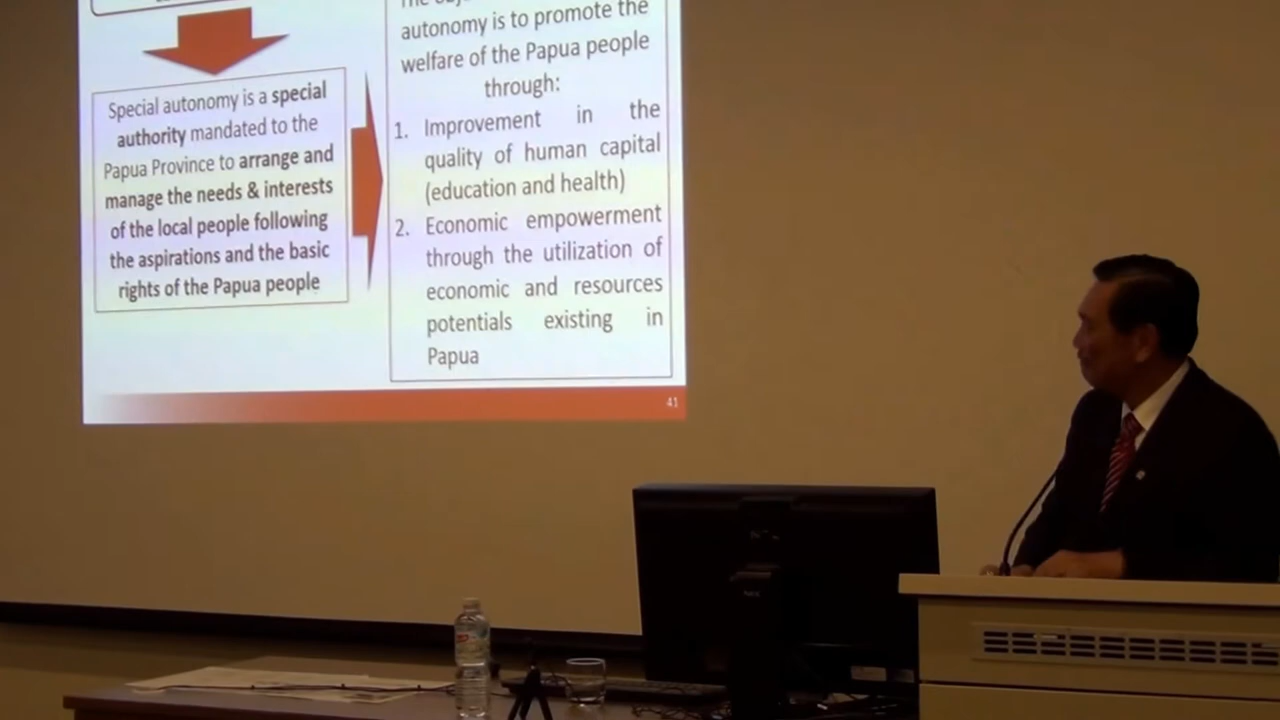 Special autonomy is a special
authority mandated to the
Papua Province to arrange and
manage the needs & interests
of the local people following
the aspirations and the basic
rights of the Papua people
autonomy is to promote the
welfare of the Papua people
through:
1. Improvement in the
quality of human capital
(education and health)
2. Economic empowerment
through the utilization of
economic and resources
potentials existing in
Papua
41
NEC